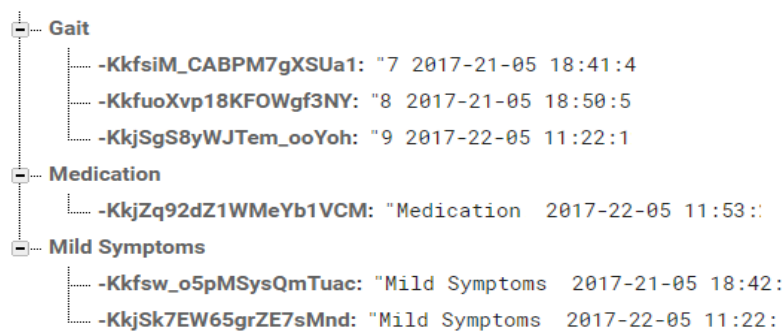 Gait
-KkfsiM_CABPM7gXSUa1: "7 2017-21-05 18:41:4
-KkfuoXvp18KFOWgf3NY: "8 2017-21-05 18:50:5
-KkjSgS8yWJTem_ooYoh: "9 2017-22-05 11:22:1
Medication
-KkjZq92dZ1WMeYb1VCM: "Medication  2017-22-05 11:53:
Mild Symptoms
-Kkfsw_o5pMSysQmTuac: "Mild Symptoms  2017-21-05 18:42:
-KkjSk7EW65grZE7sMnd: "Mild Symptoms  2017-22-05 11:22: